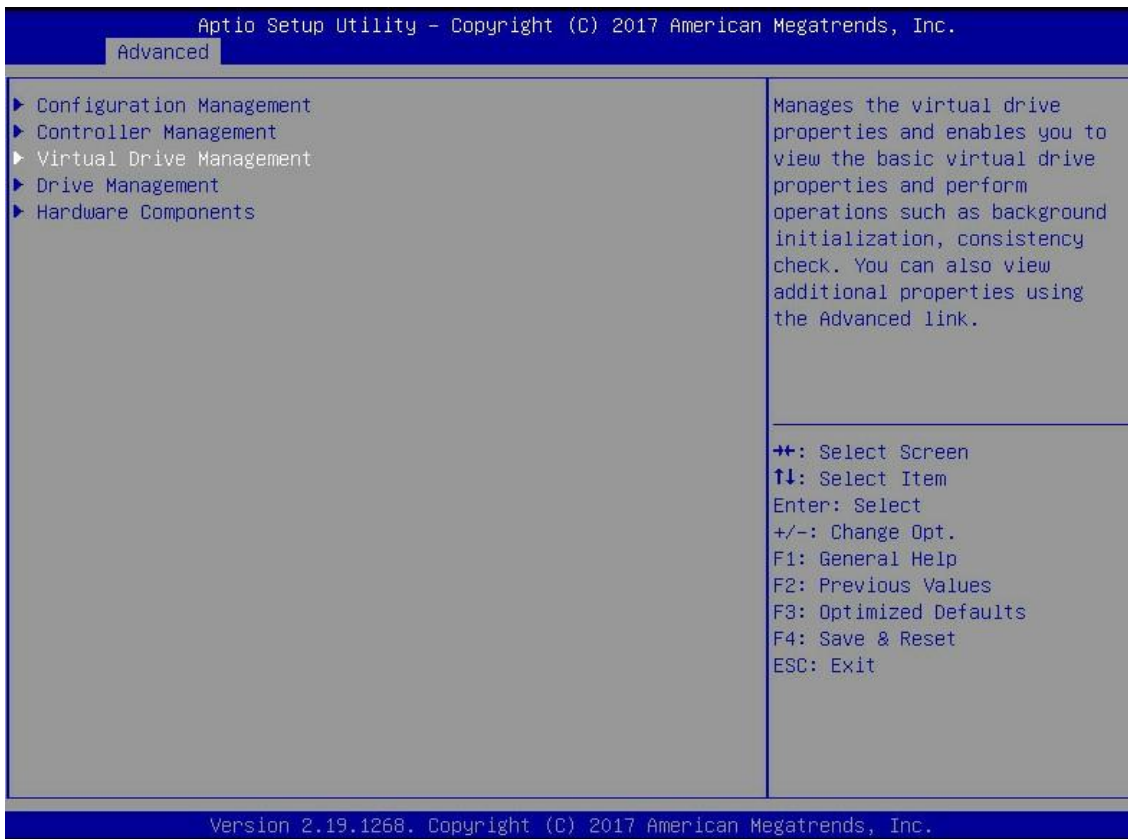 Aptio Setup Utility – Copyright (C) 2017 American Megatrends, Inc.
Advanced
▶ Configuration Management
▶ Controller Management
▶ Virtual Drive Management
▶ Drive Management
▶ Hardware Components
Manages the virtual drive
properties and enables you to
view the basic virtual drive
properties and perform
operations such as background
initialization, consistency
check. You can also view
additional properties using
the Advanced link.
→←: Select Screen
↑↓: Select Item
Enter: Select
+/-: Change Opt.
F1: General Help
F2: Previous Values
F3: Optimized Defaults
F4: Save & Reset
ESC: Exit
Version 2.19.1268. Copyright (C) 2017 American Megatrends, Inc.